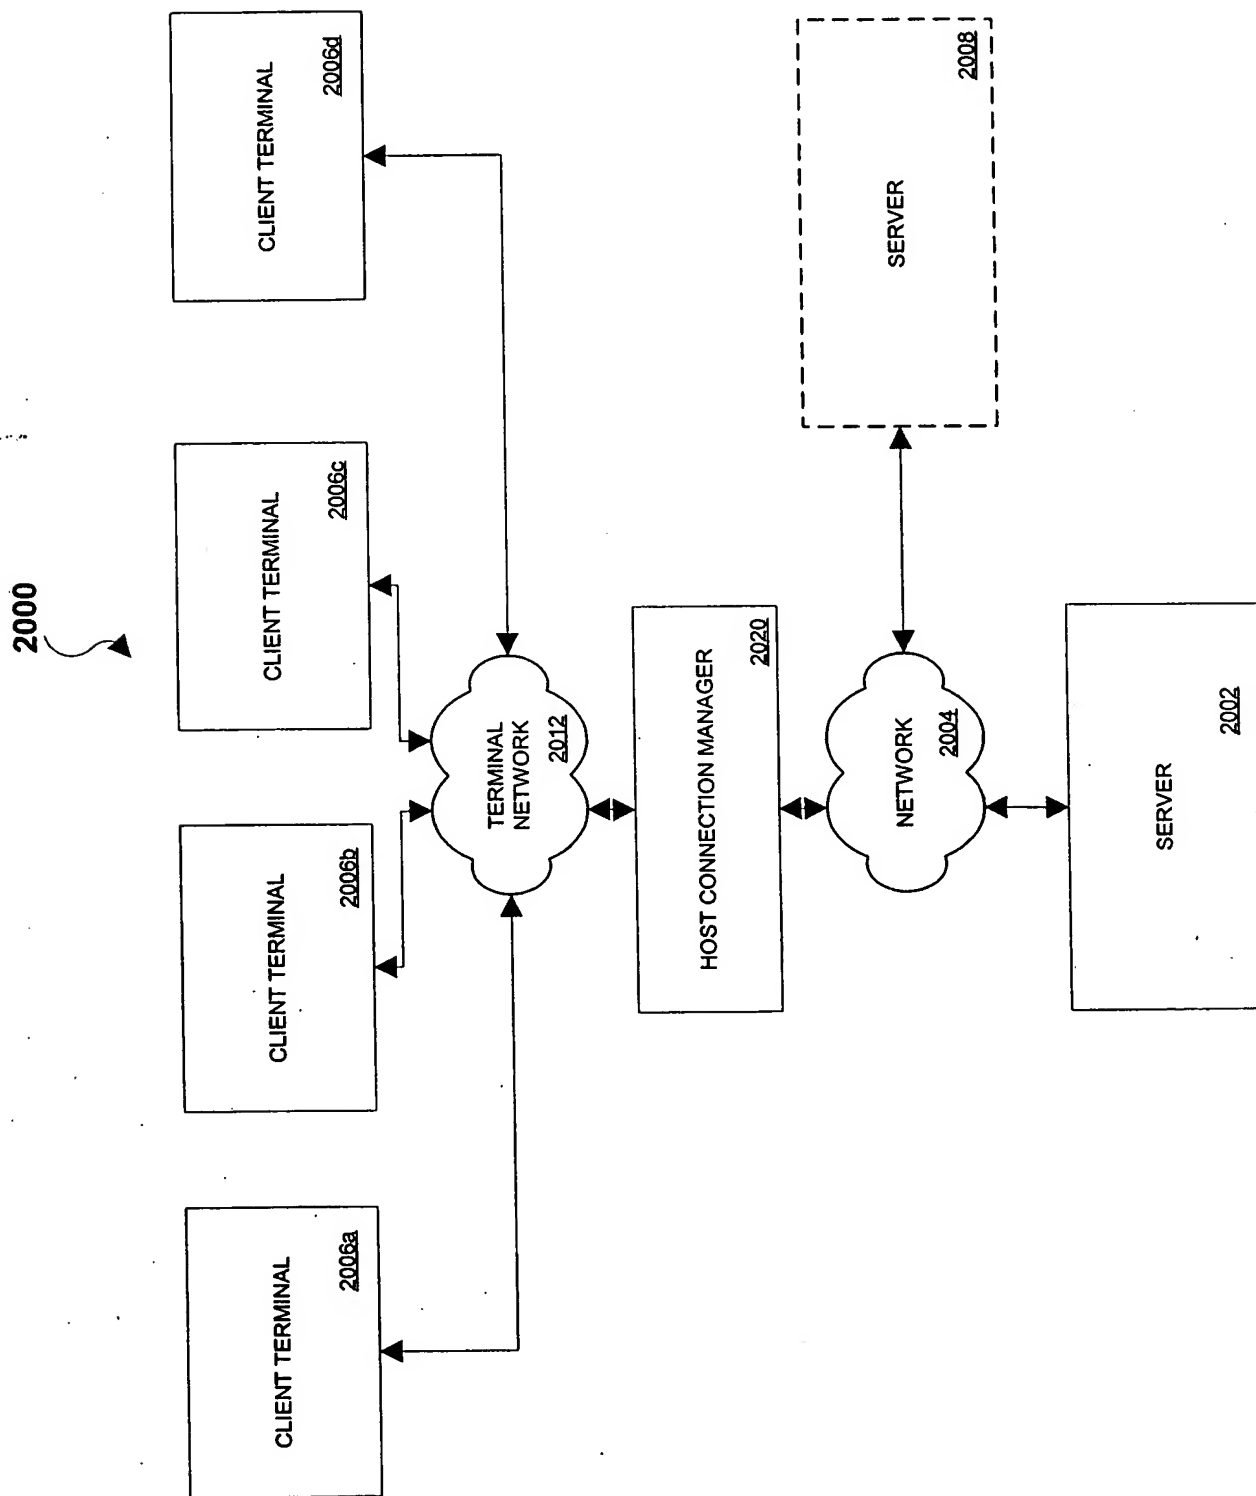 2000
CLIENT TERMINAL
2006a
CLIENT TERMINAL
2006b
CLIENT TERMINAL
2006c
CLIENT TERMINAL
2006d
TERMINAL
NETWORK
2012
HOST CONNECTION MANAGER
2020
NETWORK
2004
SERVER
2008
SERVER
2002